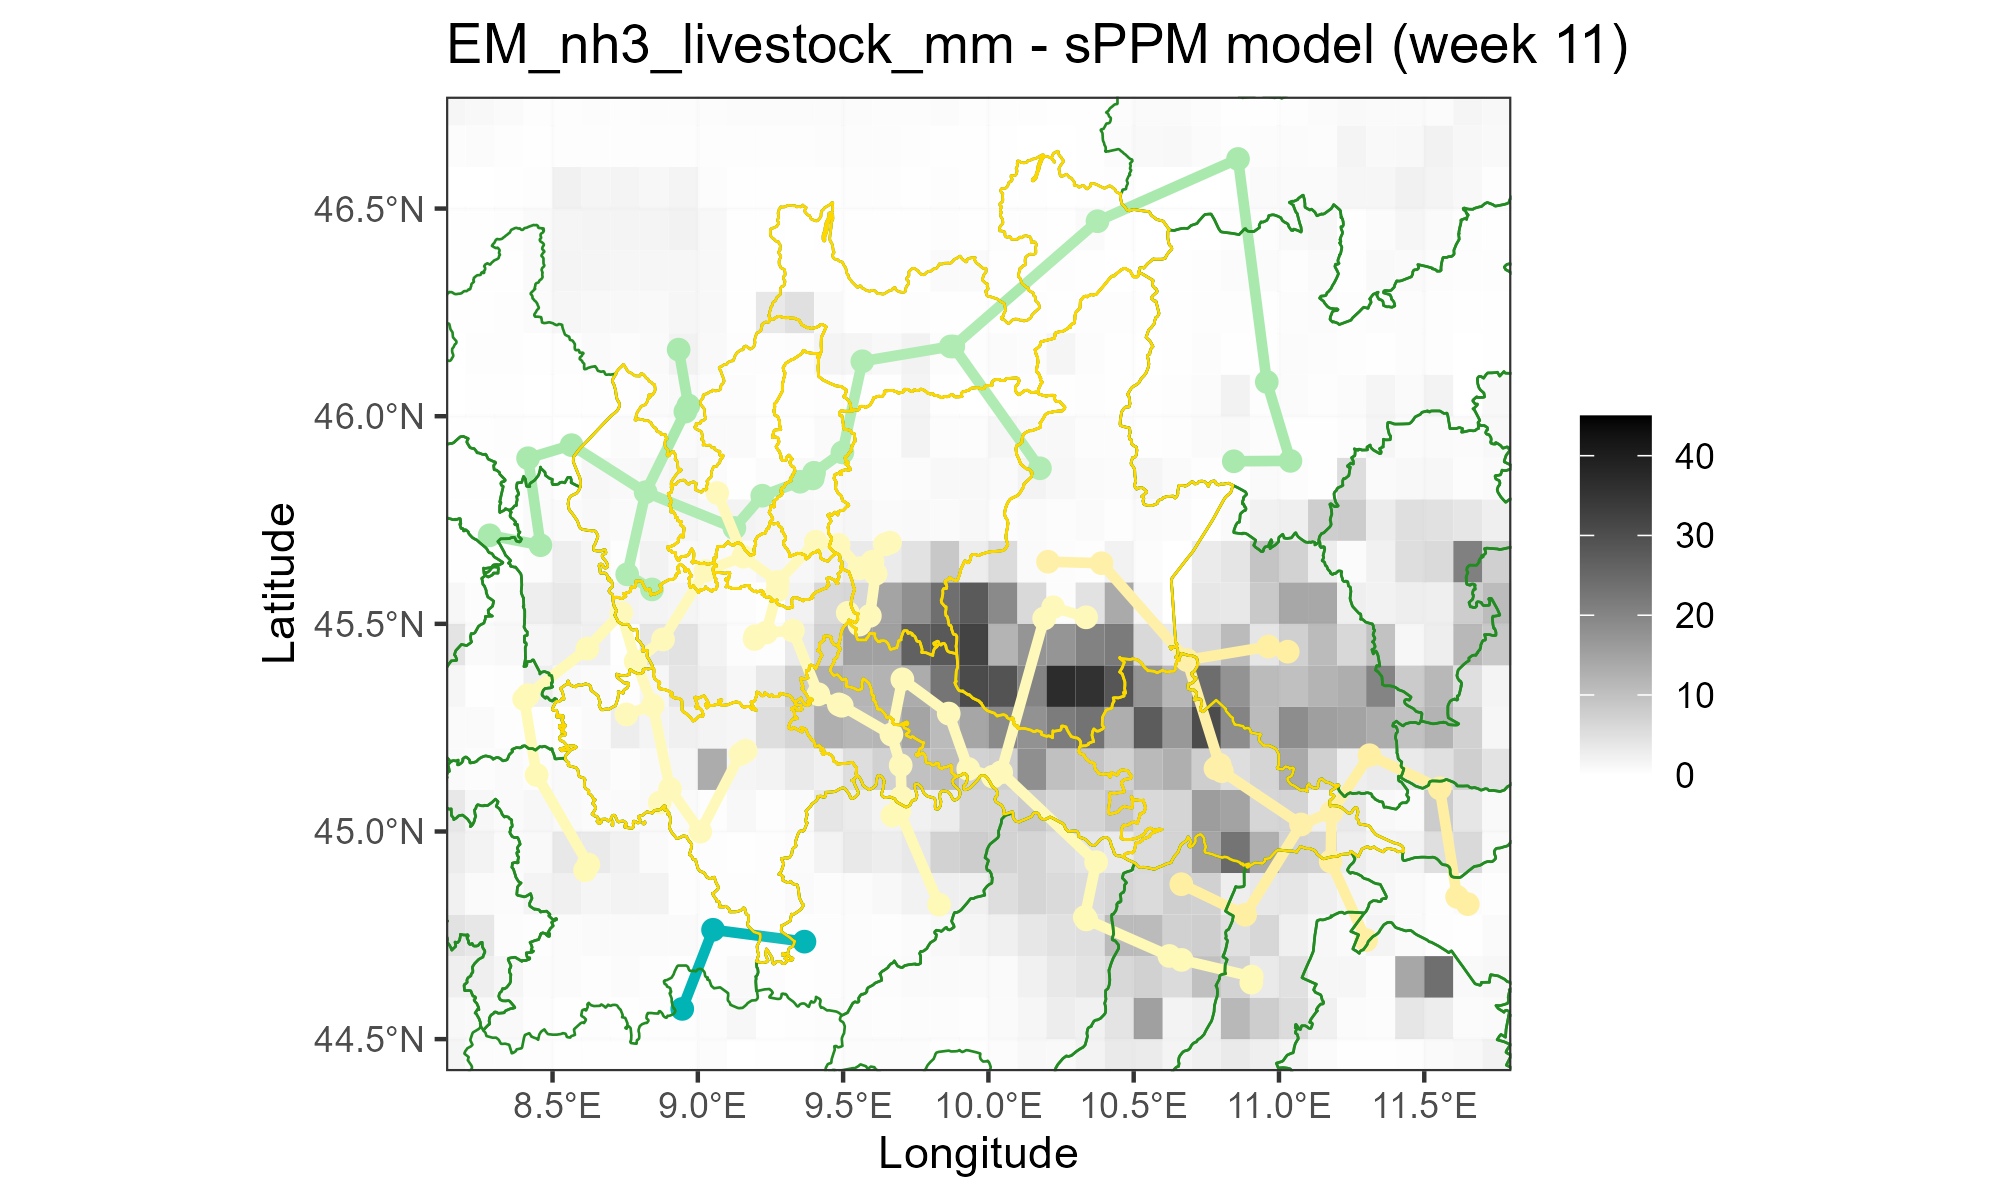 EM_nh3_livestock_mm - sPPM model (week 11)
46.5°N
46.0°N
45.5°N
45.0°N
44.5°N
Latitude
8.5°E
9.0°E
9.5°E
10.0°E
10.5°E
11.0°E
11.5°E
Longitude
40
30
20
10
0